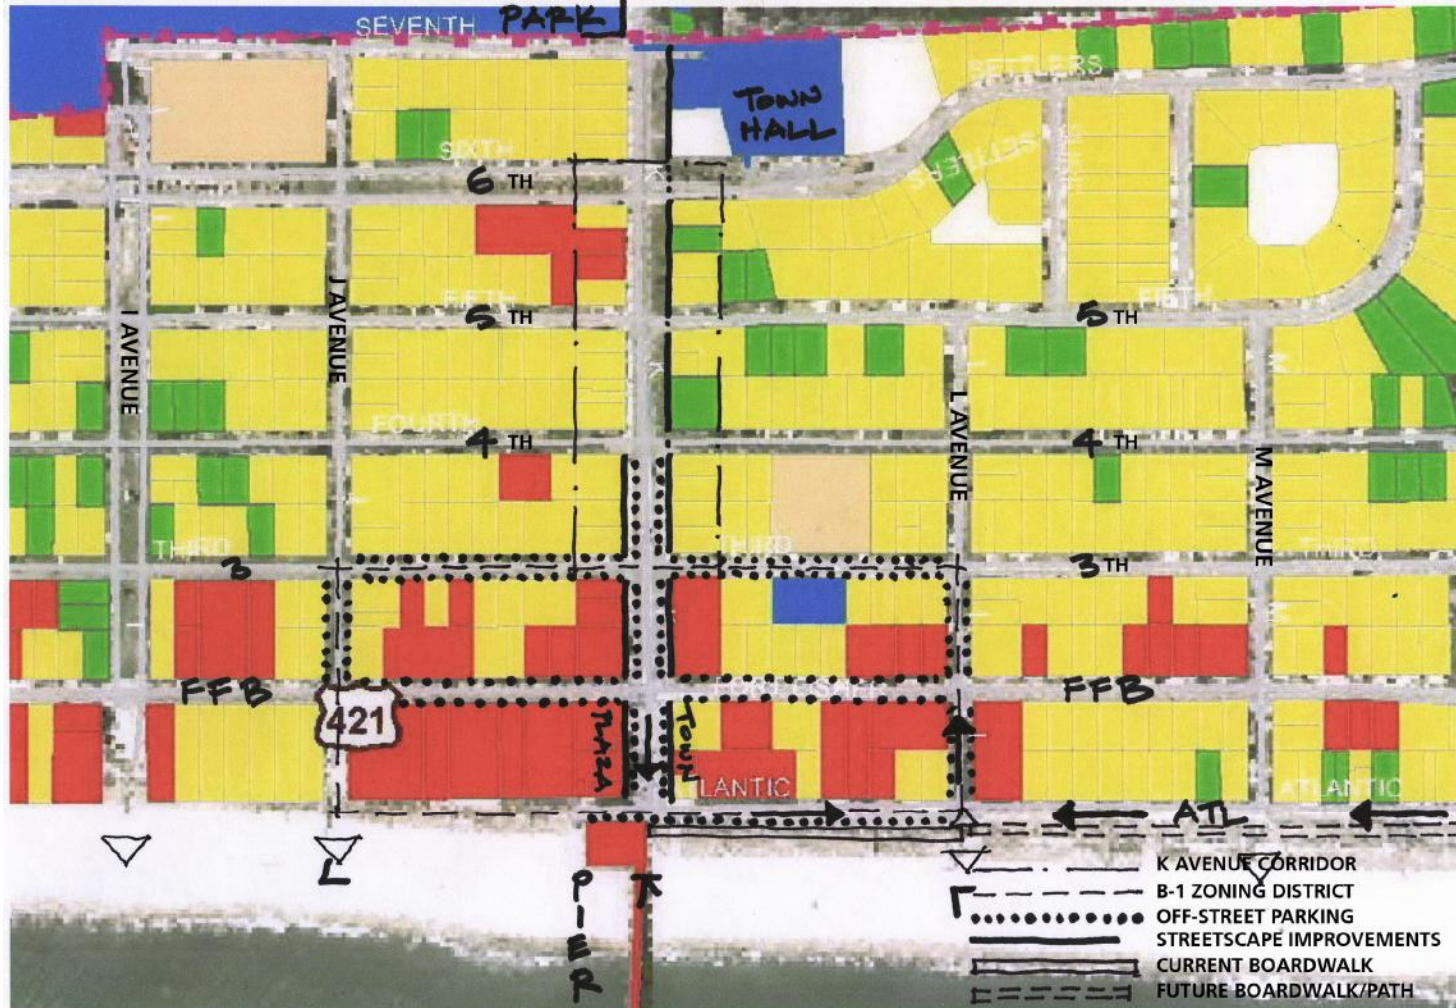 PARK
SEVENTH
TOWN
HALL
SETTLERS
SIXTH
6 TH
K
SETTLERS
J AVENUE
I AVENUE
FIFTH
5 TH
FIFTH
5 TH
K
FOURTH
4 TH
4 TH
L AVENUE
M AVENUE
THIRD
3
THIRD
3 TH
THIRD
FFB
421
FFB
PLAZA
TOWN
ATLANTIC
ATL
ATLANTIC
PIER
K AVENUE CORRIDOR
B-1 ZONING DISTRICT
OFF-STREET PARKING
STREETSCAPE IMPROVEMENTS
CURRENT BOARDWALK
FUTURE BOARDWALK/PATH